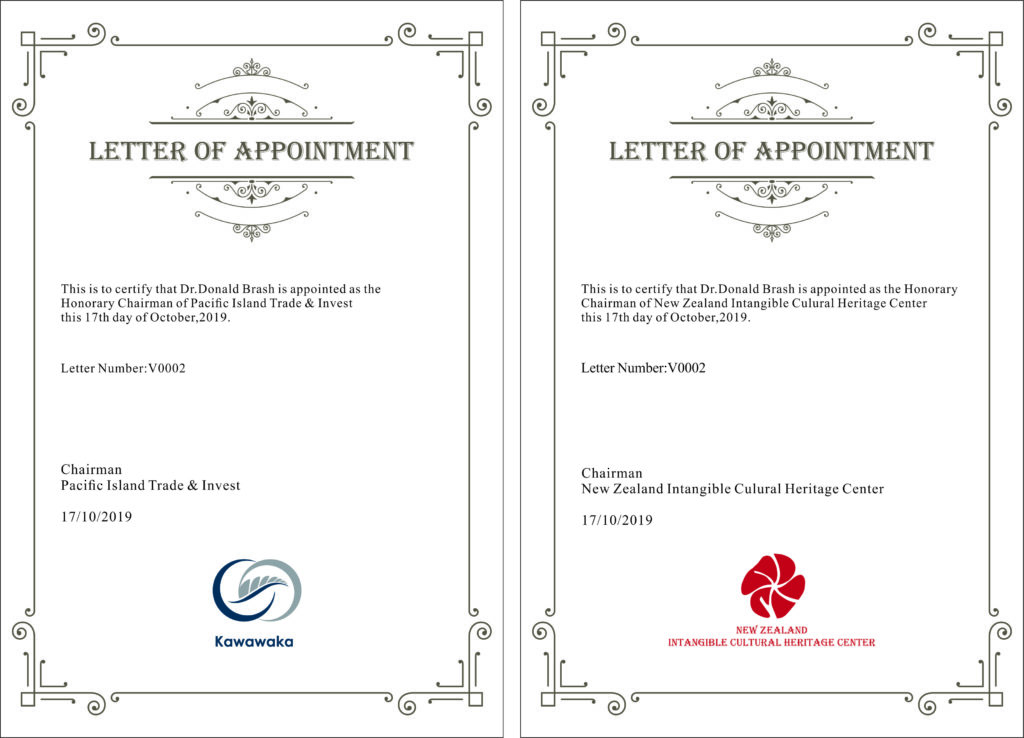 LETTER OF APPOINTMENT
This is to certify that Dr.Donald Brash is appointed as the
Honorary Chairman of Pacific Island Trade & Invest
this 17th day of October,2019.
Letter Number:V0002
Chairman
Pacific Island Trade & Invest
17/10/2019
Kawawaka
LETTER OF APPOINTMENT
This is to certify that Dr.Donald Brash is appointed as the Honorary
Chairman of New Zealand Intangible Culural Heritage Center
this 17th day of October,2019.
Letter Number:V0002
Chairman
New Zealand Intangible Culural Heritage Center
17/10/2019
NEW ZEALAND
INTANGIBLE CULTURAL HERITAGE CENTER